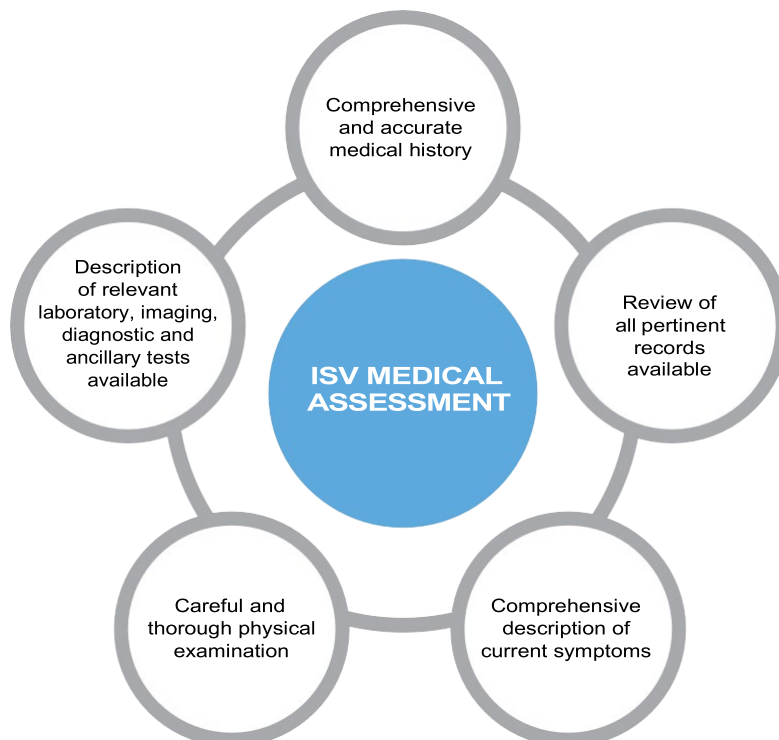 Comprehensive
and accurate
medical history
Description
of relevant
laboratory, imaging,
diagnostic and
ancillary tests
available
Review of
all pertinent
records
available
ISV MEDICAL
ASSESSMENT
Careful and
thorough physical
examination
Comprehensive
description of
current symptoms